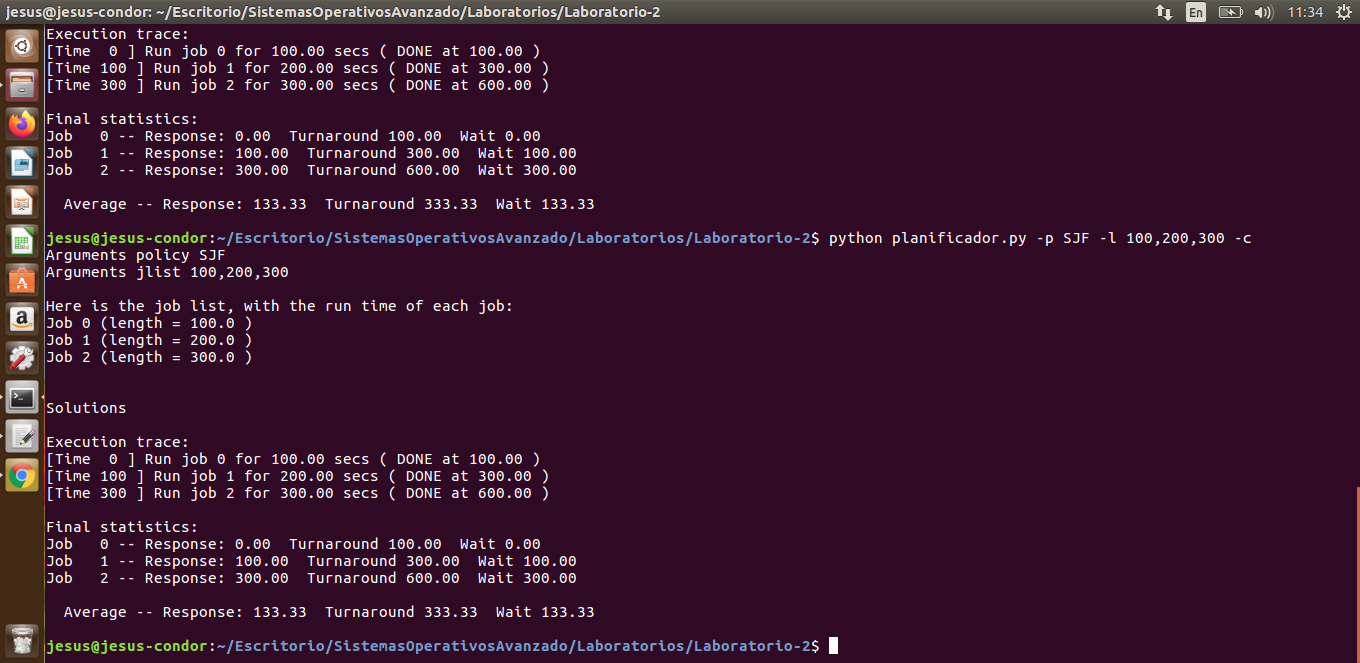 jesus@jesus-condor: ~/Escritorio/SistemasOperativosAvanzado/Laboratorios/Laboratorio-2
En
11:34
Execution trace:
[Time  0 ] Run job 0 for 100.00 secs ( DONE at 100.00 )
[Time 100 ] Run job 1 for 200.00 secs ( DONE at 300.00 )
[Time 300 ] Run job 2 for 300.00 secs ( DONE at 600.00 )
Final statistics:
Job   0 -- Response: 0.00  Turnaround 100.00  Wait 0.00
Job   1 -- Response: 100.00  Turnaround 300.00  Wait 100.00
Job   2 -- Response: 300.00  Turnaround 600.00  Wait 300.00
  Average -- Response: 133.33  Turnaround 333.33  Wait 133.33
jesus@jesus-condor:~/Escritorio/SistemasOperativosAvanzado/Laboratorios/Laboratorio-2$ python planificador.py -p SJF -l 100,200,300 -c
Arguments policy SJF
Arguments jlist 100,200,300
Here is the job list, with the run time of each job:
Job 0 (length = 100.0 )
Job 1 (length = 200.0 )
Job 2 (length = 300.0 )
Solutions
Execution trace:
[Time  0 ] Run job 0 for 100.00 secs ( DONE at 100.00 )
[Time 100 ] Run job 1 for 200.00 secs ( DONE at 300.00 )
[Time 300 ] Run job 2 for 300.00 secs ( DONE at 600.00 )
Final statistics:
Job   0 -- Response: 0.00  Turnaround 100.00  Wait 0.00
Job   1 -- Response: 100.00  Turnaround 300.00  Wait 100.00
Job   2 -- Response: 300.00  Turnaround 600.00  Wait 300.00
  Average -- Response: 133.33  Turnaround 333.33  Wait 133.33
jesus@jesus-condor:~/Escritorio/SistemasOperativosAvanzado/Laboratorios/Laboratorio-2$